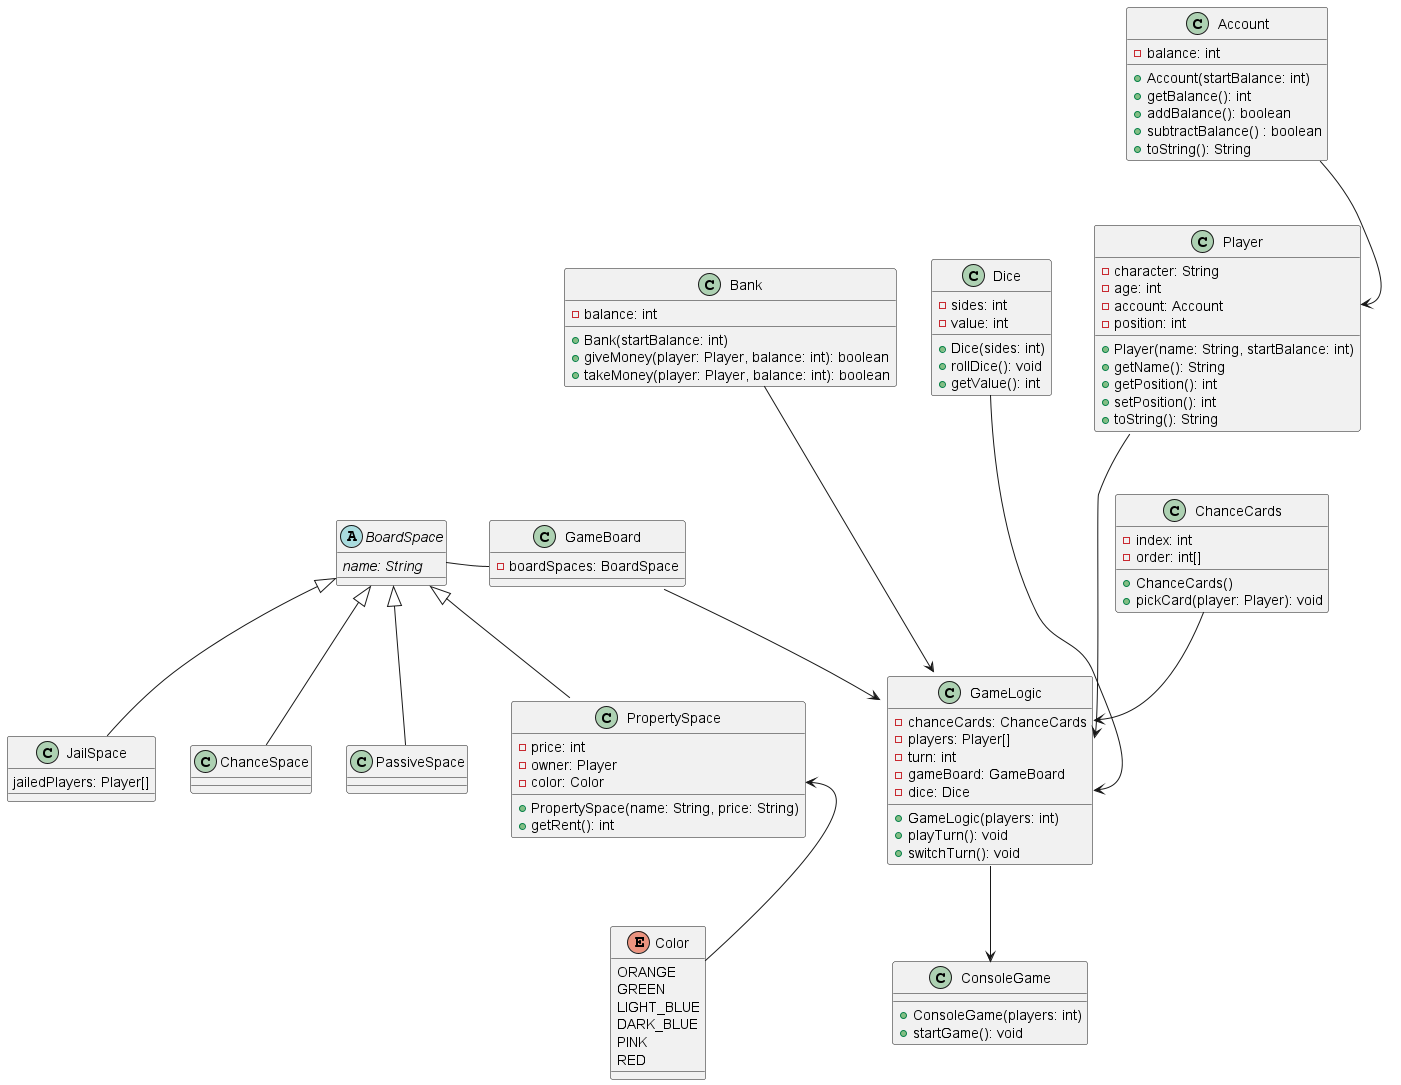 C Account
balance: int
Account(startBalance: int)
getBalance(): int
addBalance(): boolean
subtractBalance() : boolean
toString(): String
C Player
character: String
age: int
account: Account
position: int
Player(name: String, startBalance: int)
getName(): String
getPosition(): int
setPosition(): int
toString(): String
C Bank
balance: int
Bank(startBalance: int)
giveMoney(player: Player, balance: int): boolean
takeMoney(player: Player, balance: int): boolean
C Dice
sides: int
value: int
Dice(sides: int)
rollDice(): void
getValue(): int
A BoardSpace
name: String
C GameBoard
boardSpaces: BoardSpace
C ChanceCards
index: int
order: int[]
ChanceCards()
pickCard(player: Player): void
C JailSpace
jailedPlayers: Player[]
C ChanceSpace
C PassiveSpace
C PropertySpace
price: int
owner: Player
color: Color
PropertySpace(name: String, price: String)
getRent(): int
C GameLogic
chanceCards: ChanceCards
players: Player[]
turn: int
gameBoard: GameBoard
dice: Dice
GameLogic(players: int)
playTurn(): void
switchTurn(): void
E Color
ORANGE
GREEN
LIGHT_BLUE
DARK_BLUE
PINK
RED
C ConsoleGame
ConsoleGame(players: int)
startGame(): void